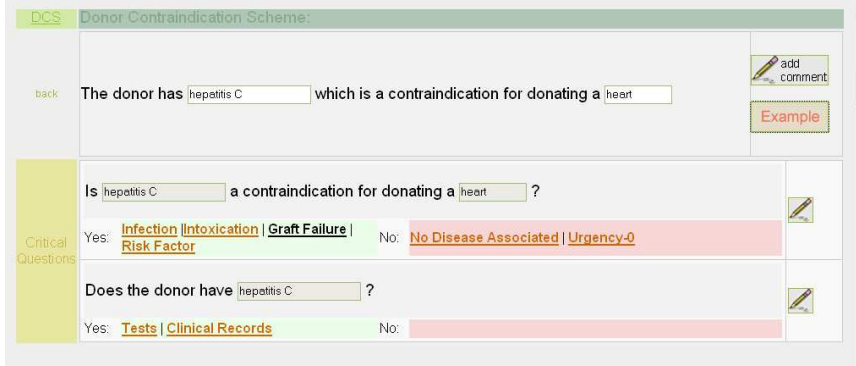 DCS Donor Contraindication Scheme:
back
The donor has hepatitis C which is a contraindication for donating a heart
add comment
Example
Critical Questions
Is hepatitis C a contraindication for donating a heart ?
Yes: Infection |Intoxication | Graft Failure |
Risk Factor
No: No Disease Associated | Urgency-0
Does the donor have hepatitis C ?
Yes: Tests | Clinical Records No: